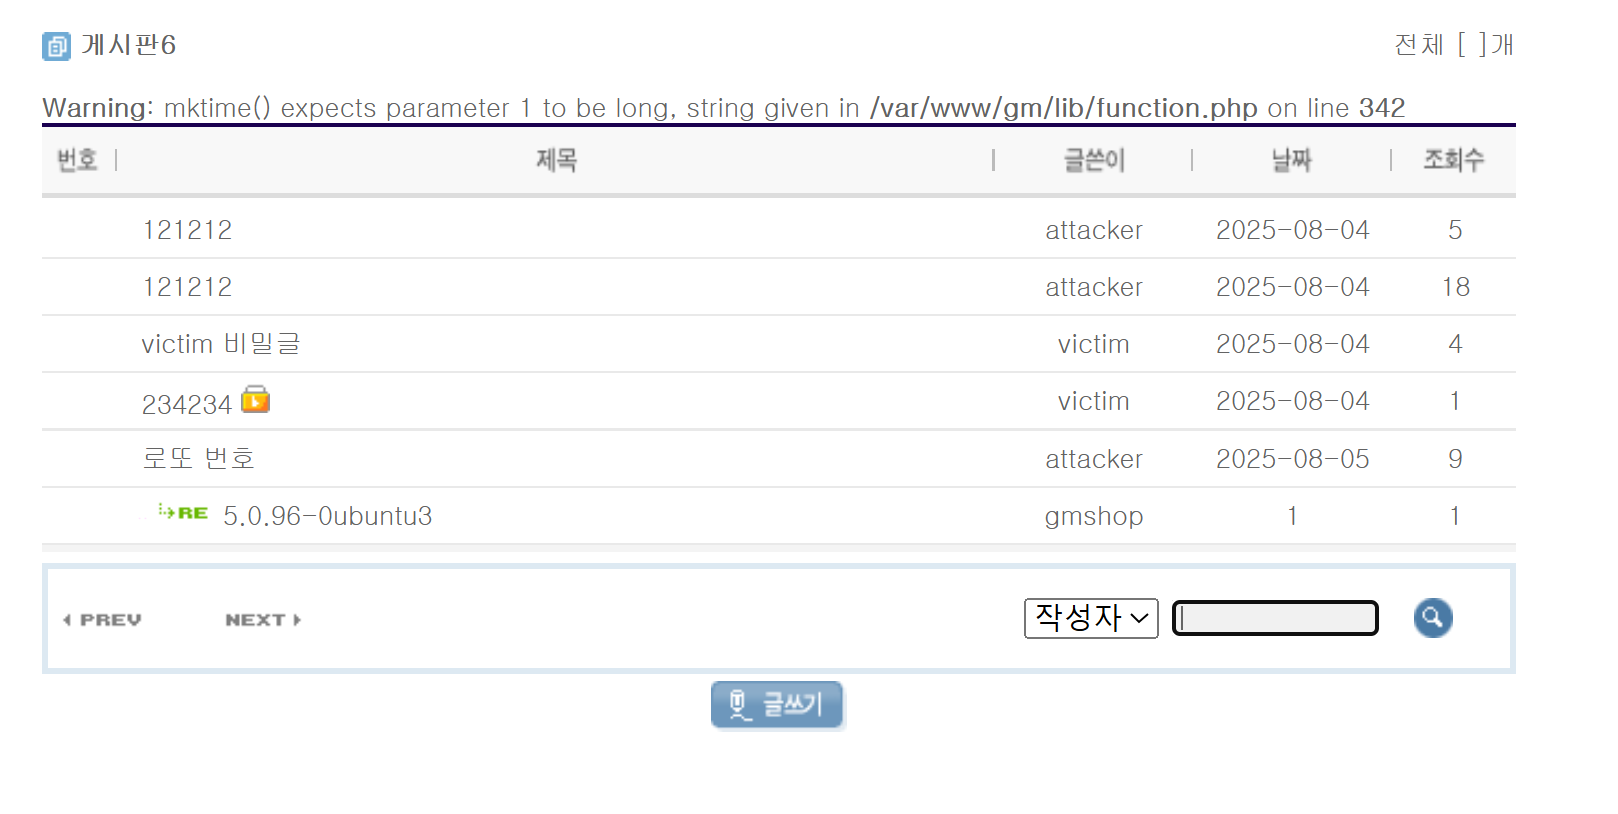 게시판6
전체 [ ]개
Warning: mktime() expects parameter 1 to be long, string given in /var/www/gm/lib/function.php on line 342
번호 | 제목 | 글쓴이 | 날짜 | 조회수
121212 attacker 2025-08-04 5
121212 attacker 2025-08-04 18
victim 비밀글 victim 2025-08-04 4
234234 victim 2025-08-04 1
로또 번호 attacker 2025-08-05 9
RE 5.0.96-0ubuntu3 gmshop 1 1
PREV NEXT 작성자
글쓰기